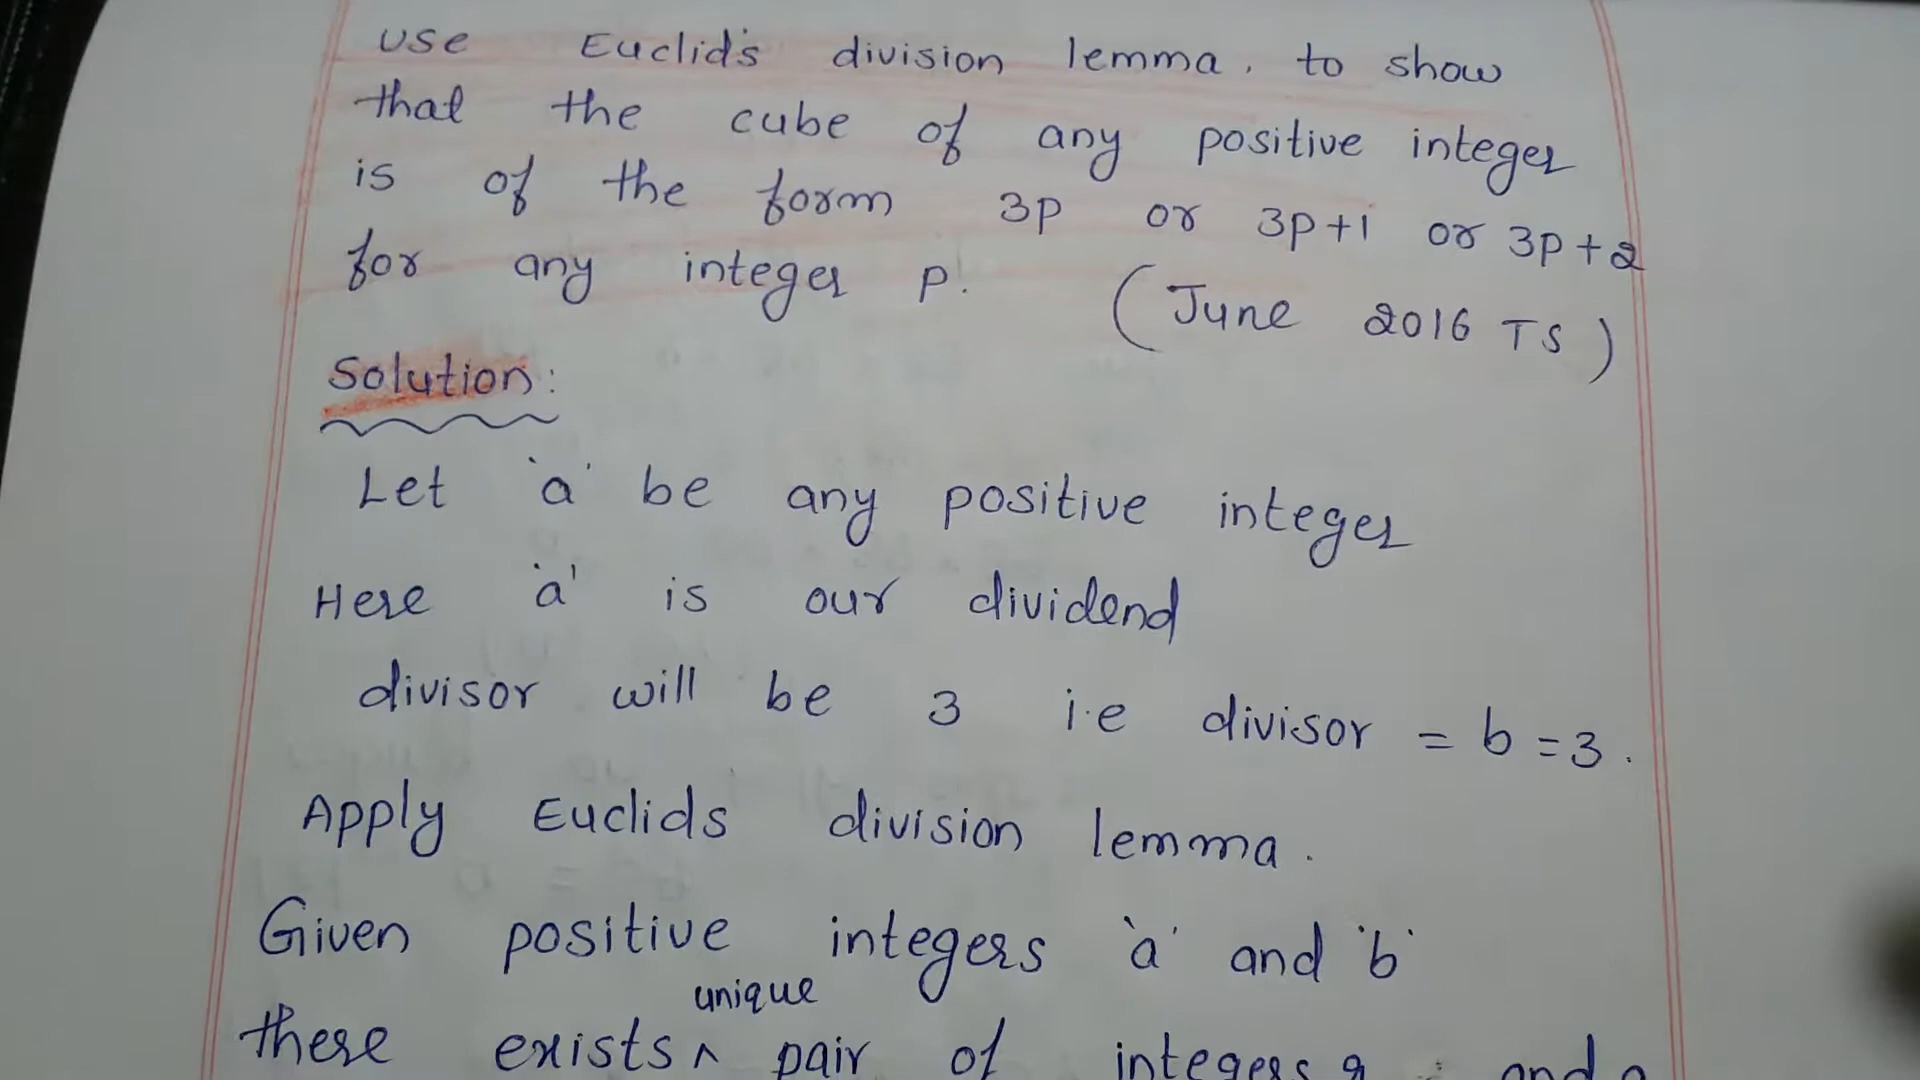 use Euclid's division lemma. to show
that the cube of any positive integer
is of the form 3p or 3p+1 or 3p+2
for any integer p.
(June 2016 TS)
Solution:
Let 'a' be any positive integer
Here 'a' is our dividend
divisor will be 3 i.e divisor = b = 3.
Apply Euclids division lemma.
Given positive integers 'a' and 'b'
unique
there exists ^ pair of integers and